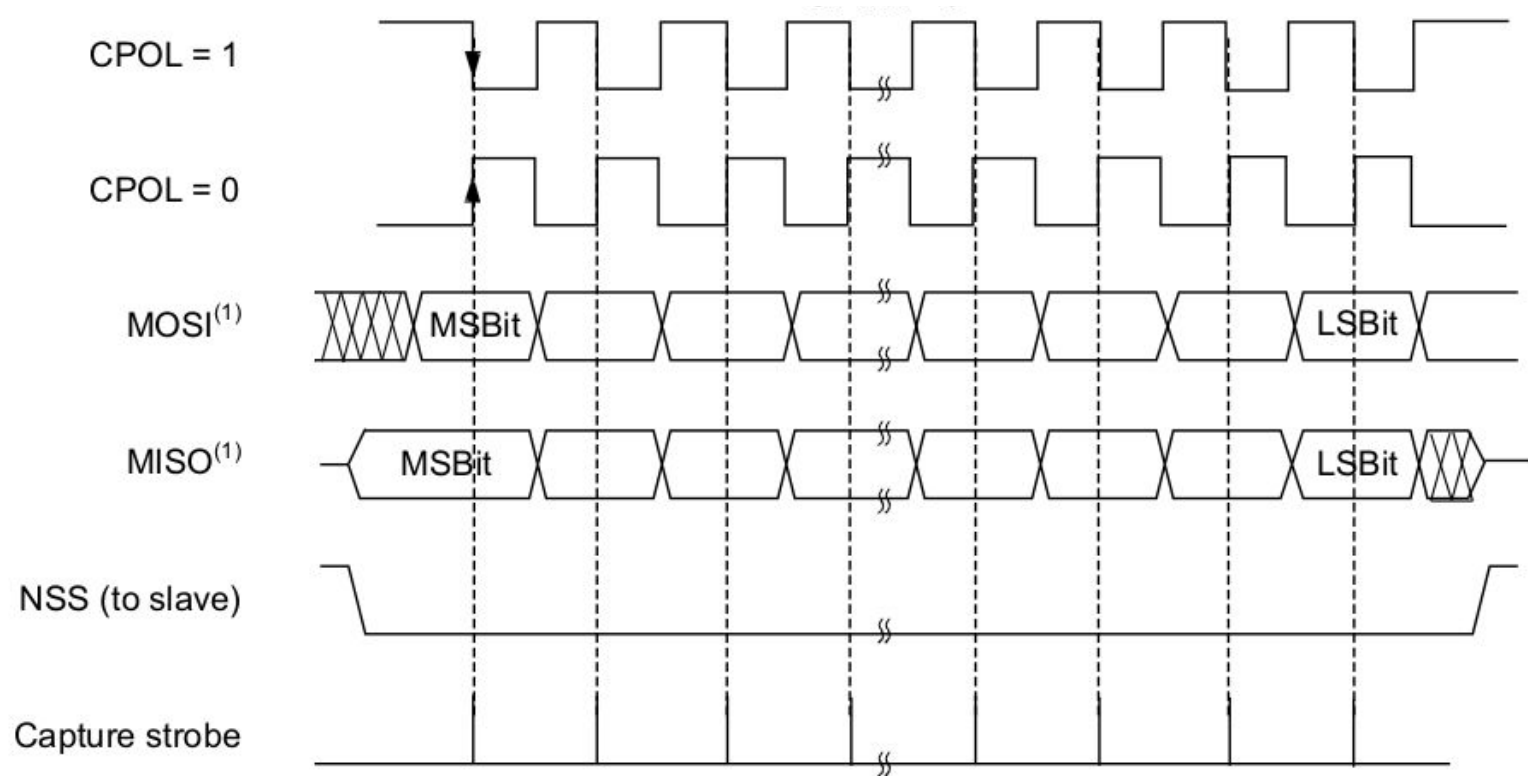 CPOL = 1
CPOL = 0
MOSI(1)
MSBit
LSBit
MISO(1)
MSBit
LSBit
NSS (to slave)
Capture strobe